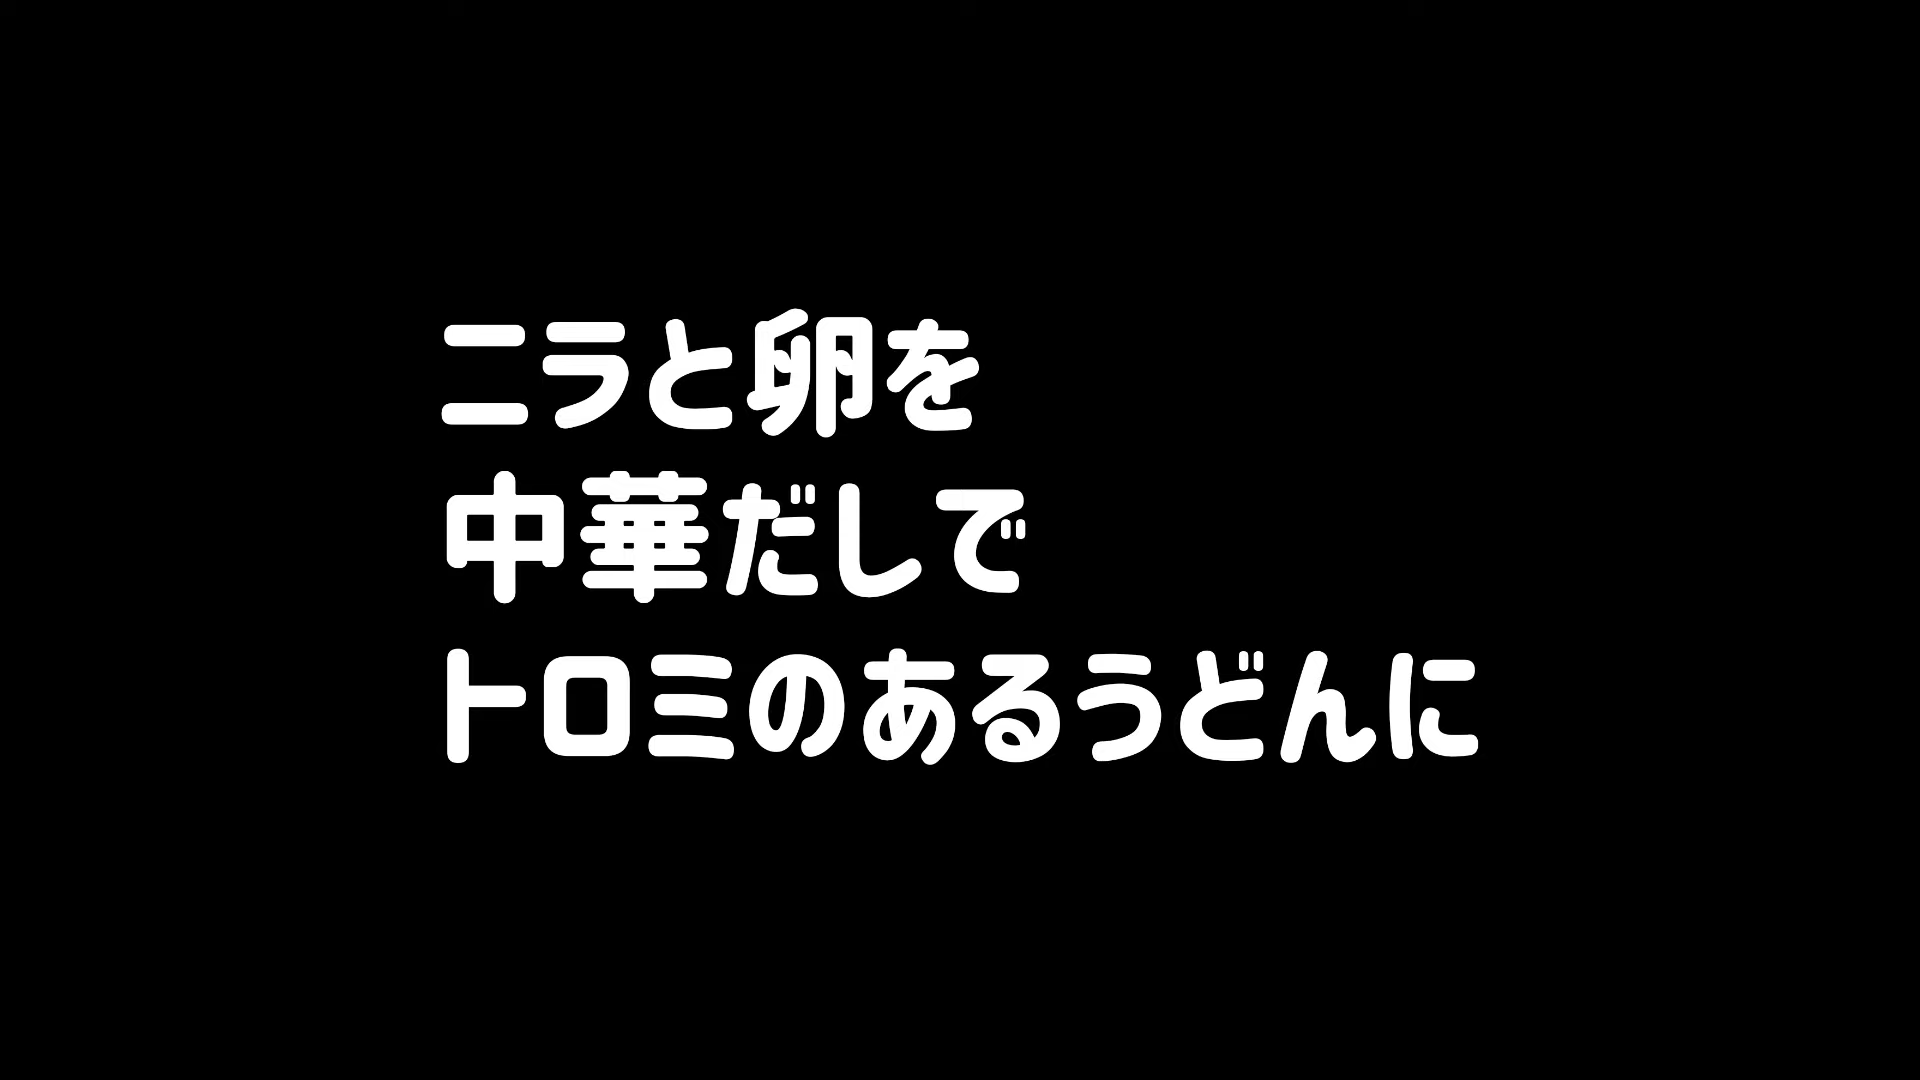 ニラと卵を
中華だしで
トロミのあるうどんに